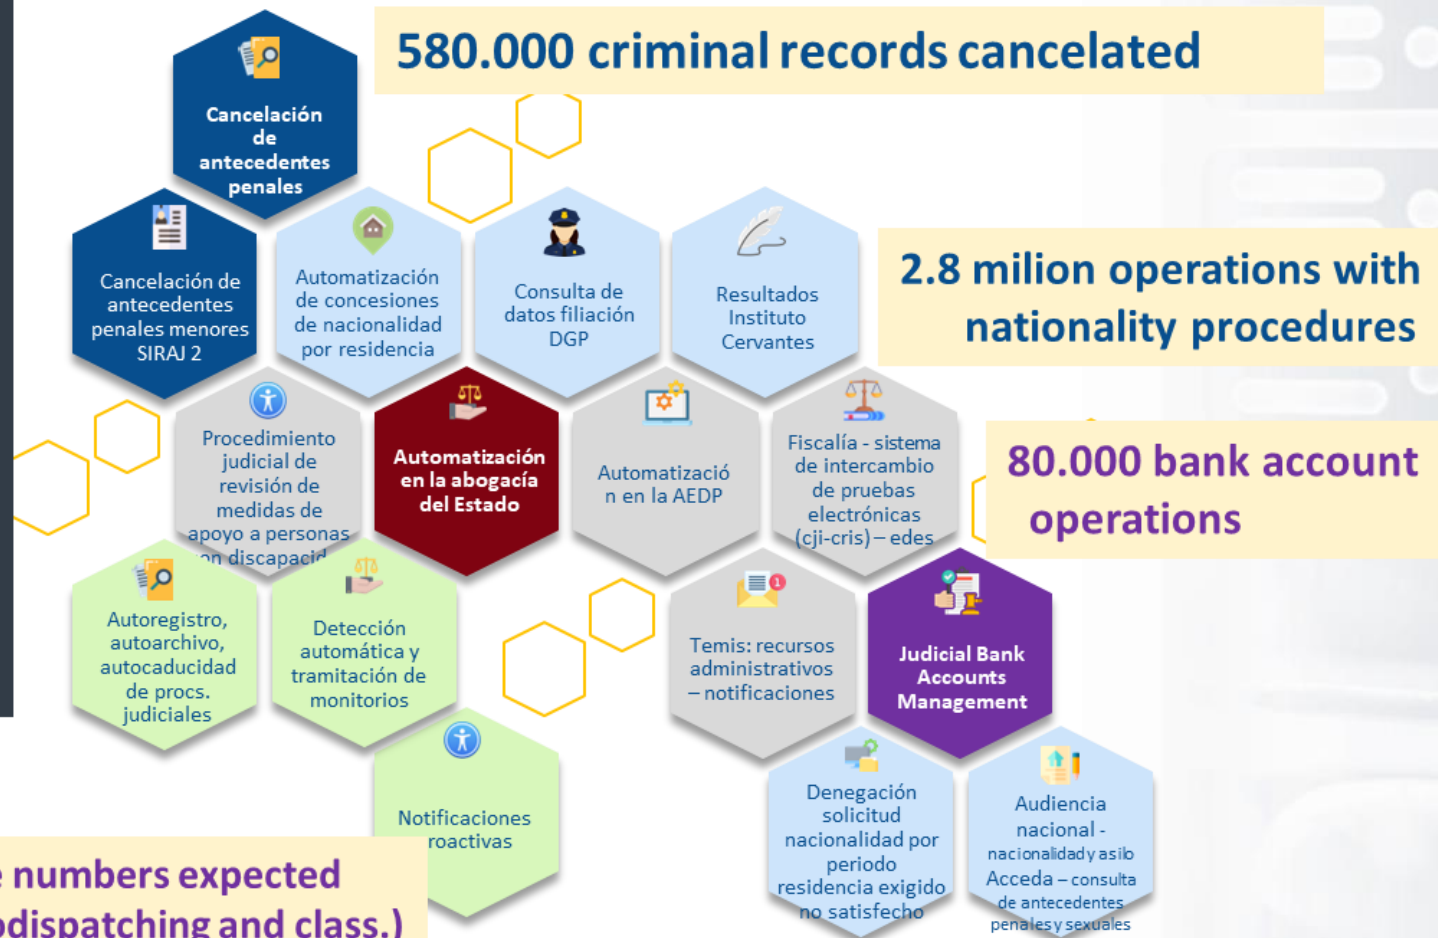 580.000 criminal records cancelated
Cancelación
de
antecedentes
penales
Cancelación de
antecedentes
penales menores
SIRAJ 2
Automatización
de concesiones
de nacionalidad
por residencia
Consulta de
datos filiación
DGP
Resultados
Instituto
Cervantes
2.8 milion operations with
nationality procedures
Procedimiento
judicial de
revisión de
medidas de
apoyo a personas
Automatización
en la abogacía
del Estado
Automatizació
n en la AEDP
Fiscalía - sistema
de intercambio
de pruebas
electrónicas
(cji-cris) – edes
80.000 bank account
operations
Autoregistro,
autoarchivo,
autocaducidad
de procs.
judiciales
Detección
automática y
tramitación de
monitorios
Temis: recursos
administrativos
– notificaciones
1
Judicial Bank
Accounts
Management
Notificaciones
roactivas
Denegación
solicitud
nacionalidad por
periodo
residencia exigido
no satisfecho
Audiencia
nacional -
nacionalidad y asilo
Acceda – consulta
de antecedentes
penales y sexuales
numbers expected
odispatching and class.)